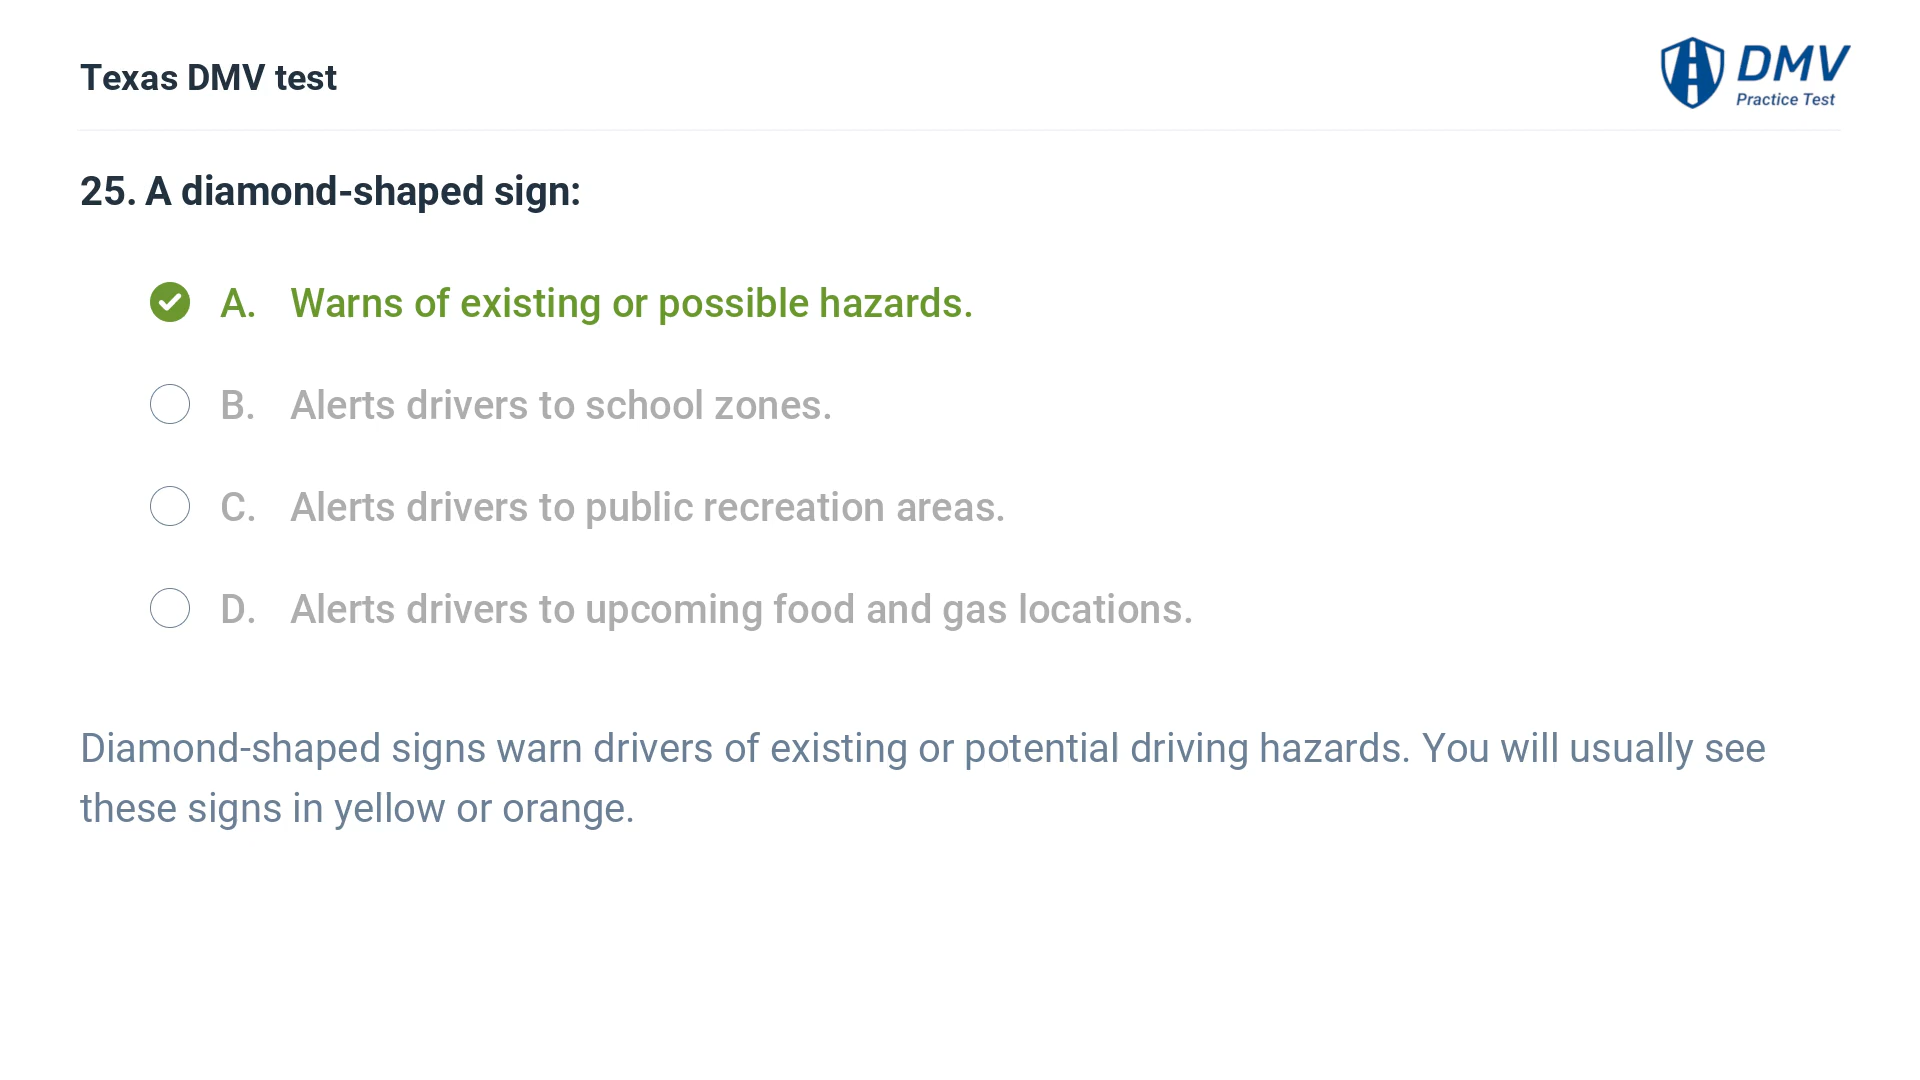 Texas DMV test
DMV
Practice Test
25. A diamond-shaped sign:
A. Warns of existing or possible hazards.
B. Alerts drivers to school zones.
C. Alerts drivers to public recreation areas.
D. Alerts drivers to upcoming food and gas locations.
Diamond-shaped signs warn drivers of existing or potential driving hazards. You will usually see
these signs in yellow or orange.